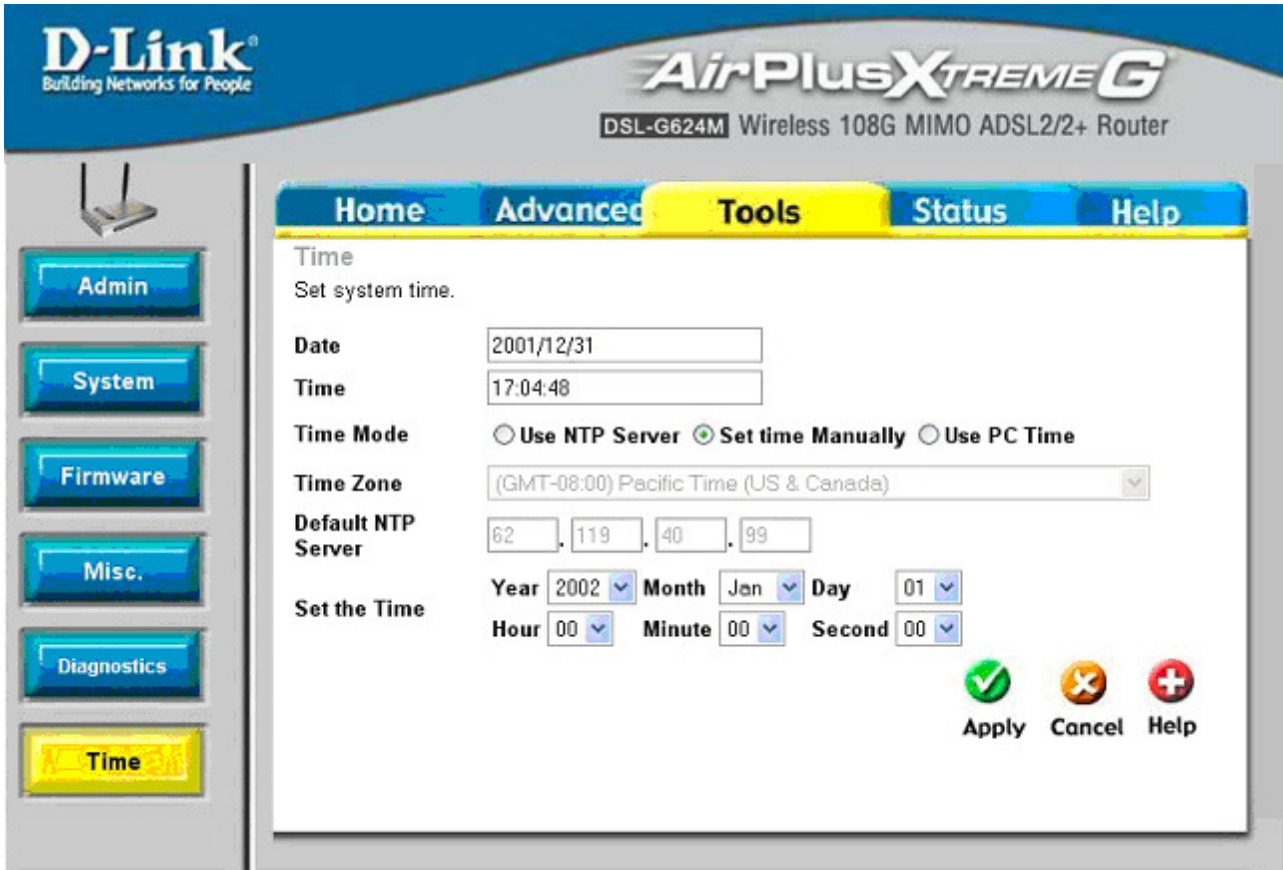 D-Link®
Building Networks for People
AirPlusXTREMEG
DSL-G624M Wireless 108G MIMO ADSL2/2+ Router
Home Advanced Tools Status Help
Admin
System
Firmware
Misc.
Diagnostics
Time
Time
Set system time.
Date 2001/12/31
Time 17:04:48
Time Mode Use NTP Server Set time Manually Use PC Time
Time Zone (GMT-08:00) Pacific Time (US & Canada)
Default NTP
Server 62 . 119 . 40 . 99
Set the Time
Year 2002 Month Jan Day 01
Hour 00 Minute 00 Second 00
Apply Cancel Help